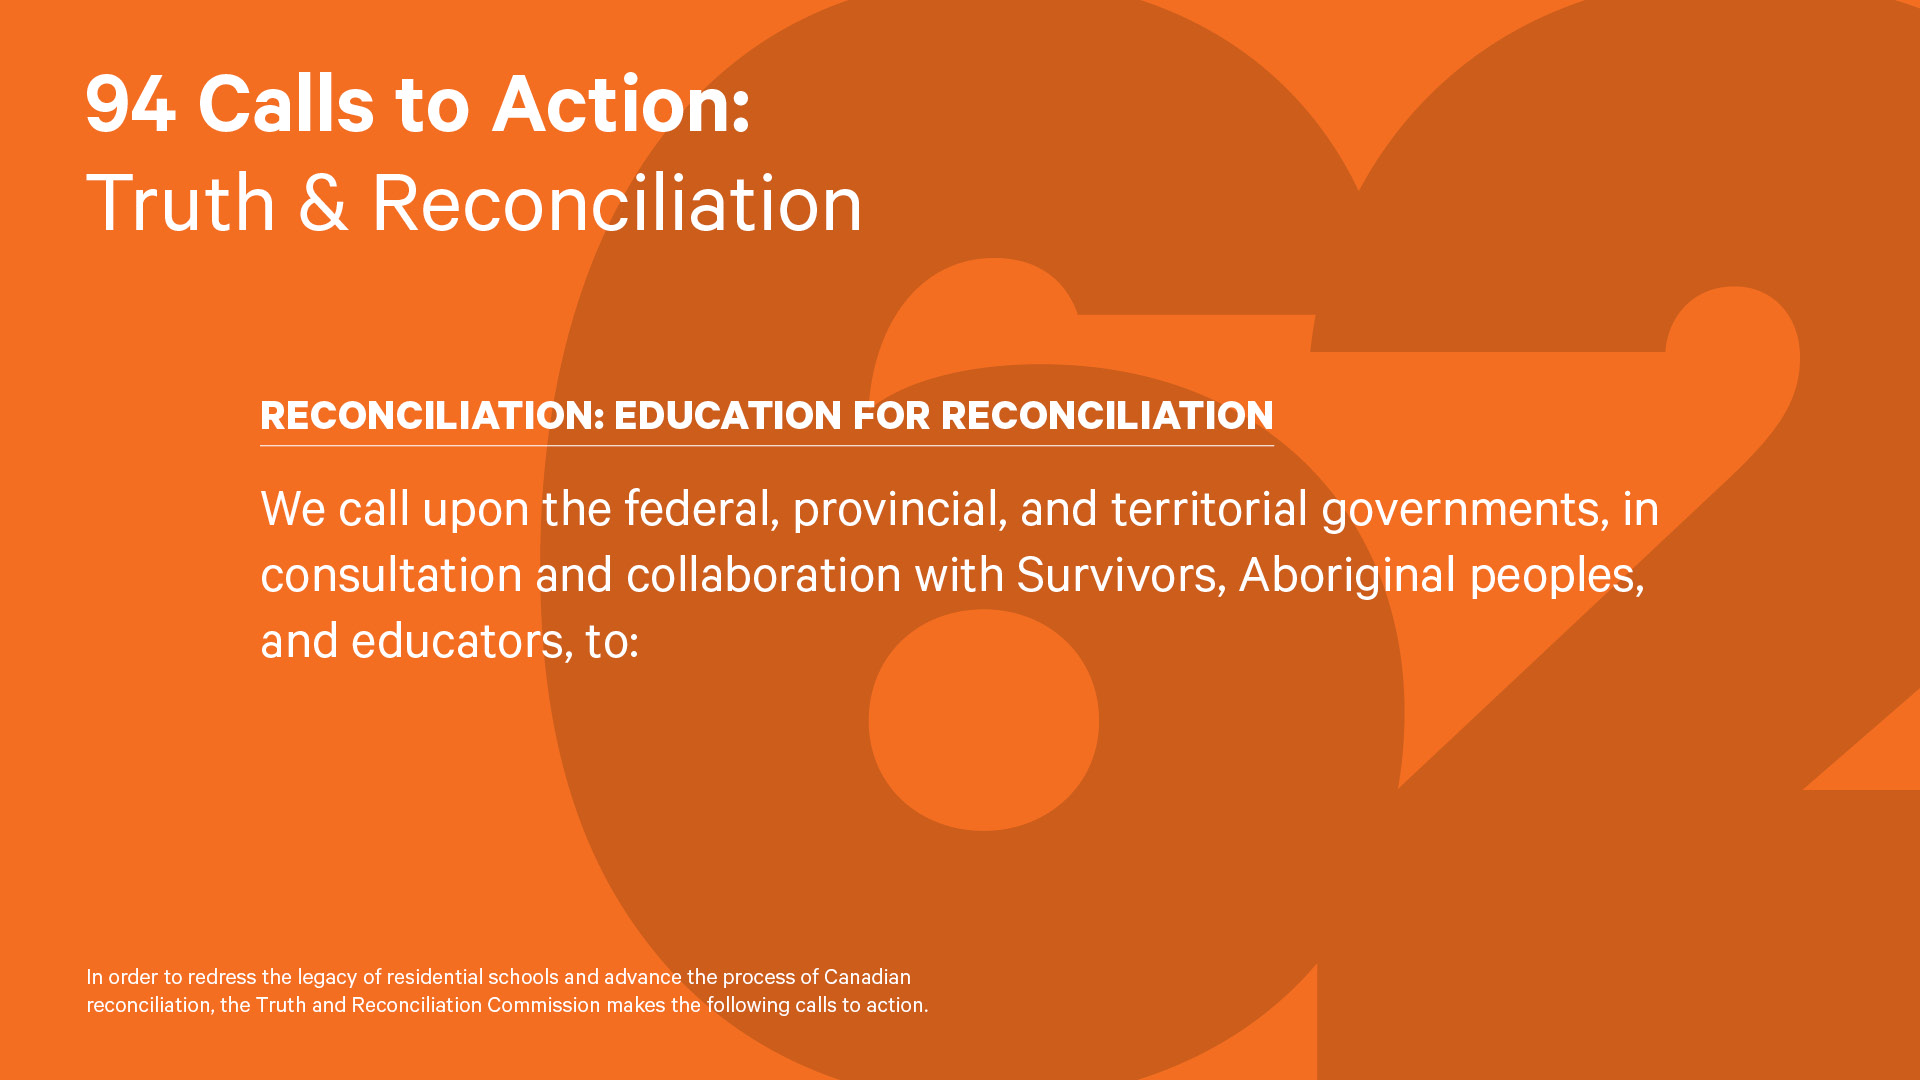 94 Calls to Action:
Truth & Reconciliation
62
RECONCILIATION: EDUCATION FOR RECONCILIATION
We call upon the federal, provincial, and territorial governments, in
consultation and collaboration with Survivors, Aboriginal peoples,
and educators, to:
In order to redress the legacy of residential schools and advance the process of Canadian
reconciliation, the Truth and Reconciliation Commission makes the following calls to action.